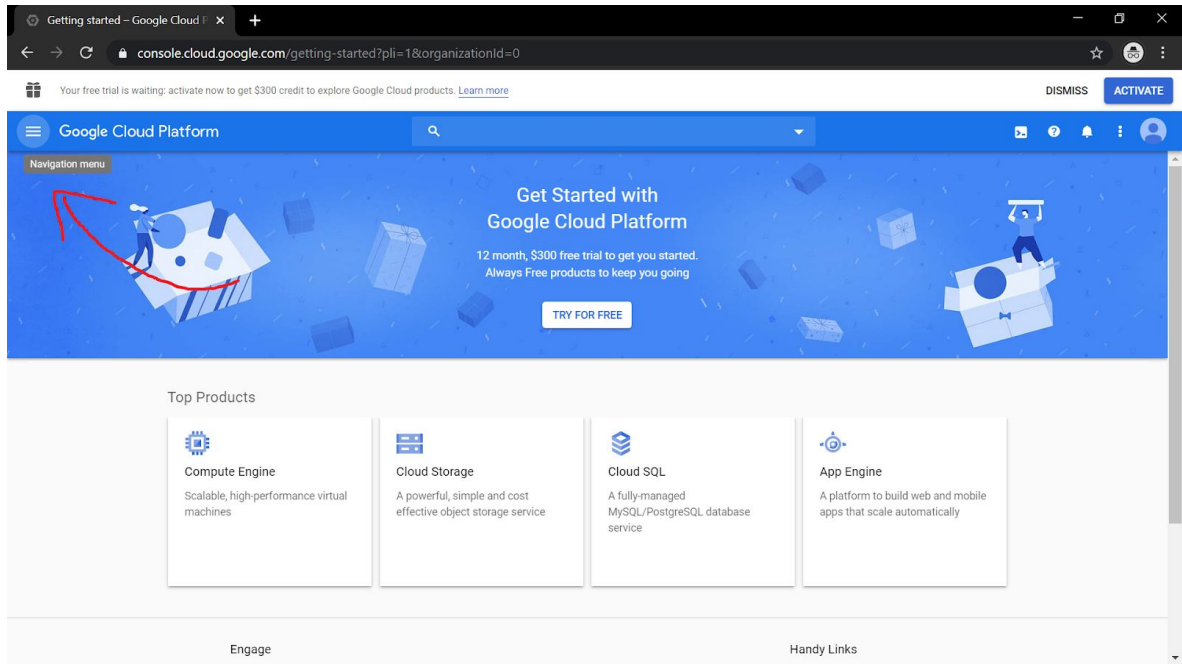 Getting started – Google Cloud P
console.cloud.google.com/getting-started?pli=1&organizationId=0
Your free trial is waiting: activate now to get $300 credit to explore Google Cloud products. Learn more
DISMISS
ACTIVATE
Google Cloud Platform
Navigation menu
Get Started with
Google Cloud Platform
12 month, $300 free trial to get you started.
Always Free products to keep you going
TRY FOR FREE
Top Products
Compute Engine
Scalable, high-performance virtual
machines
Cloud Storage
A powerful, simple and cost
effective object storage service
Cloud SQL
A fully-managed
MySQL/PostgreSQL database
service
App Engine
A platform to build web and mobile
apps that scale automatically
Engage
Handy Links